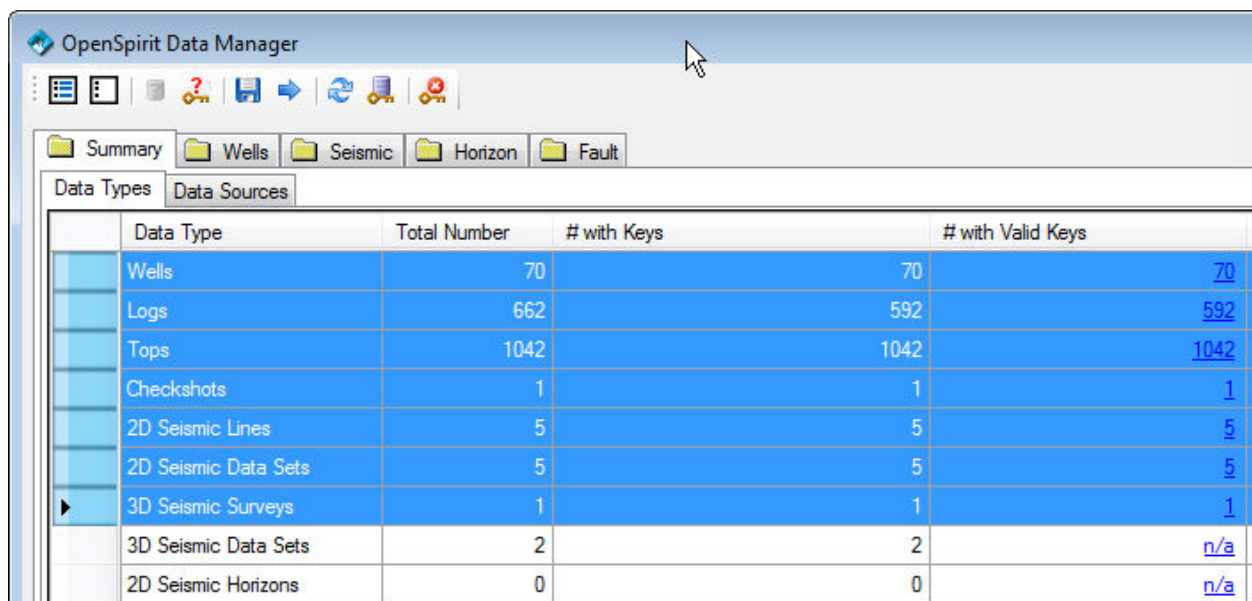 OpenSpirit Data Manager
Summary Wells Seismic Horizon Fault
Data Types Data Sources
Data Type Total Number # with Keys # with Valid Keys
Wells 70 70 70
Logs 662 592 592
Tops 1042 1042 1042
Checkshots 1 1 1
2D Seismic Lines 5 5 5
2D Seismic Data Sets 5 5 5
3D Seismic Surveys 1 1 1
3D Seismic Data Sets 2 2 n/a
2D Seismic Horizons 0 0 n/a